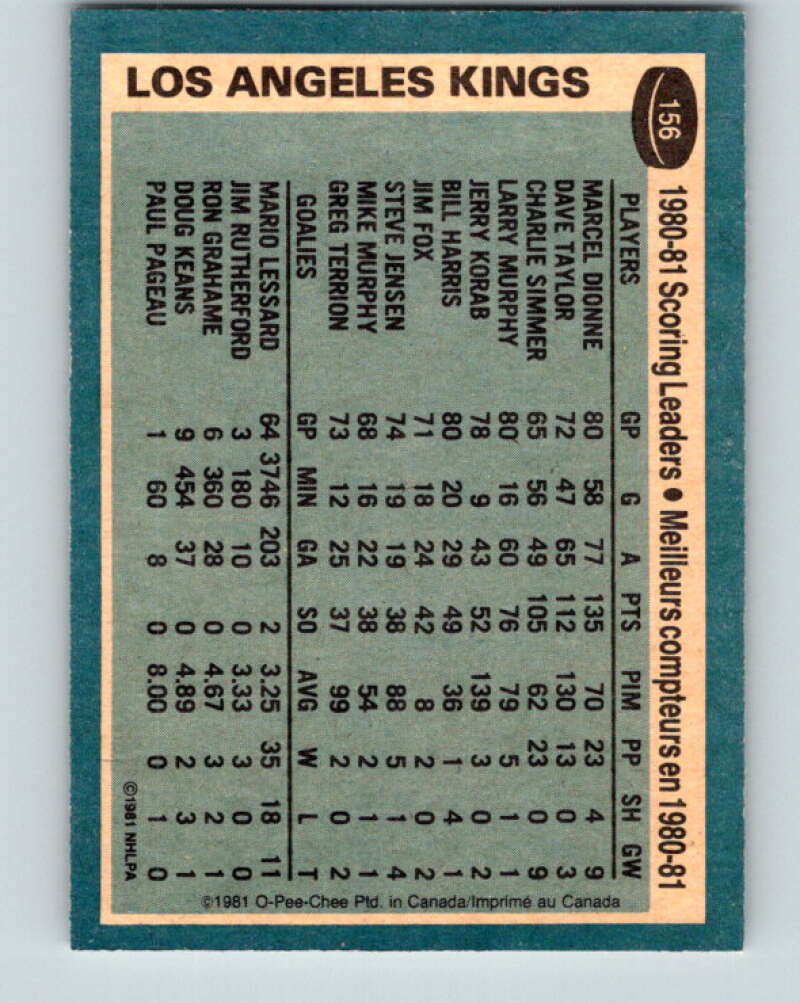 LOS ANGELES KINGS
156
1980-81 Scoring Leaders • Meilleurs compteurs en 1980-81
PLAYERS GP G A PTS PIM PP SH GW
MARCEL DIONNE 80 58 77 135 70 23 4 9
DAVE TAYLOR 72 47 65 112 130 13 0 3
CHARLIE SIMMER 65 56 49 105 62 23 0 9
LARRY MURPHY 80 16 60 76 79 5 1 1
JERRY KORAB 78 9 43 52 139 3 0 2
BILL HARRIS 80 20 29 49 36 1 4 1
JIM FOX 71 18 24 42 8 2 0 2
STEVE JENSEN 74 19 19 38 88 5 1 4
MIKE MURPHY 68 16 22 38 54 2 1 1
GREG TERRION 73 12 25 37 99 2 0 2
GOALIES GP MIN GA SO AVG W L T
MARIO LESSARD 64 3746 203 2 3.25 35 18 11
JIM RUTHERFORD 3 180 10 0 3.33 3 0 0
RON GRAHAME 6 360 28 0 4.67 3 2 1
DOUG KEANS 9 454 37 0 4.89 2 3 1
PAUL PAGEAU 1 60 8 0 8.00 0 1 0
©1981 NHLPA
©1981 O-Pee-Chee Ptd. in Canada/Imprimé au Canada